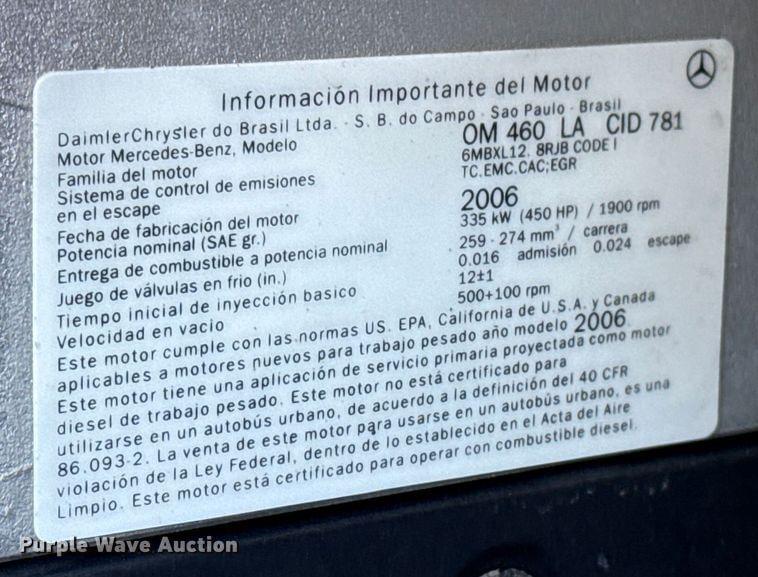 Información Importante del Motor
DaimlerChrysler do Brasil Ltda. · S. B. do Campo · Sao Paulo · Brasil
Motor Mercedes-Benz, Modelo OM 460 LA CID 781
Familia del motor 6MBXL12. 8RJB CODE I
Sistema de control de emisiones TC.EMC.CAC;EGR
en el escape
Fecha de fabricación del motor 2006
Potencia nominal (SAE gr.) 335 kW (450 HP) / 1900 rpm
Entrega de combustible a potencia nominal 259 - 274 mm³ / carrera
Juego de válvulas en frio (in.) 0.016 admisión 0.024 escape
Tiempo inicial de inyección basico 12±1
Velocidad en vacio 500+100 rpm
Este motor cumple con las normas US. EPA, California de U.S.A. y Canada
aplicables a motores nuevos para trabajo pesado año modelo 2006
Este motor tiene una aplicación de servicio primaria proyectada como motor
diesel de trabajo pesado. Este motor no está certificado para
utilizarse en un autobús urbano, de acuerdo a la definición del 40 CFR
86.093-2. La venta de este motor para usarse en un autobús urbano, es una
violación de la Ley Federal, dentro de lo establecido en el Acta del Aire
Limpio. Este motor está certificado para operar con combustible diesel.
Purple Wave Auction